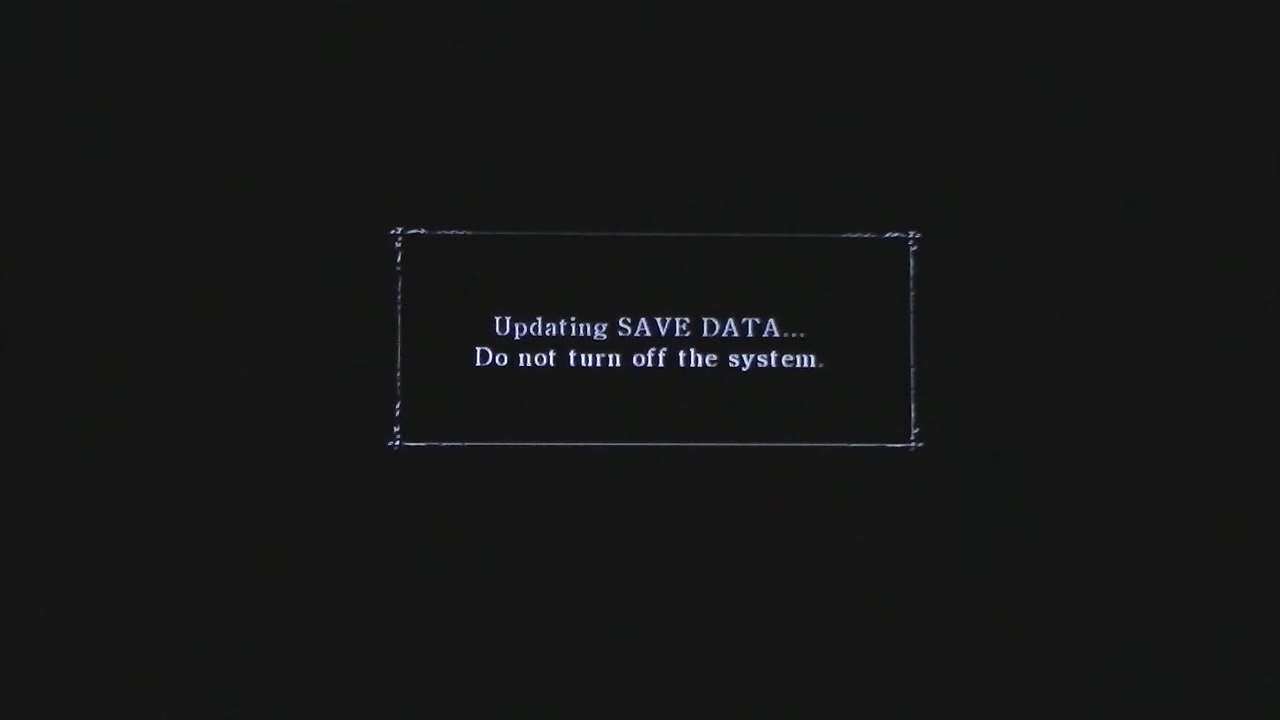 Updating SAVE DATA...
Do not turn off the system.